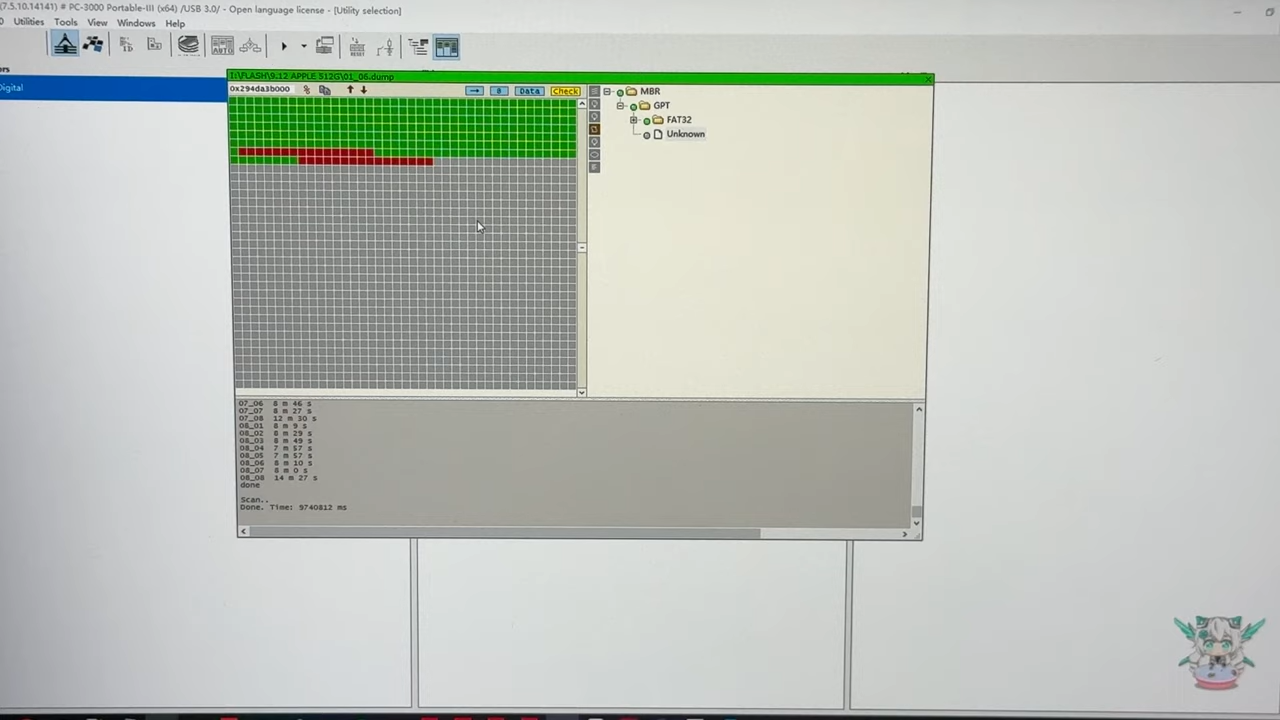 (7.5.10.14141) # PC-3000 Portable-III (x64) /USB 3.0/ - Open language license - [Utility selection]
Utilities Tools View Windows Help
ID
AUTO
RESET
Digital
I:\FLASH\9.12 APPLE 512G\01_06.dump
0x294da3b000
Data Check
MBR
GPT
FAT32
Unknown
07_06 8 m 46 s
07_07 8 m 27 s
07_08 12 m 30 s
08_01 8 m 9 s
08_02 8 m 29 s
08_03 8 m 49 s
08_04 7 m 57 s
08_05 7 m 57 s
08_06 8 m 10 s
08_07 8 m 0 s
08_08 14 m 27 s
done
Scan..
Done. Time: 9740812 ms